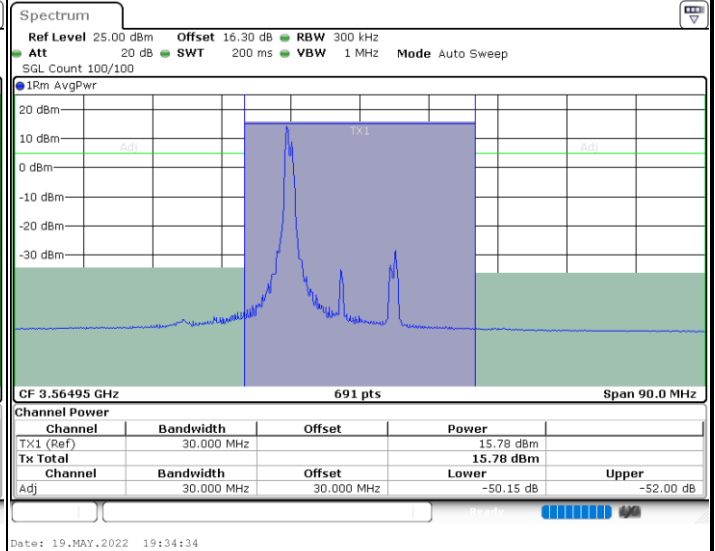 Spectrum
Ref Level 25.00 dBm Offset 16.30 dB RBW 300 kHz
Att 20 dB SWT 200 ms VBW 1 MHz Mode Auto Sweep
SGL Count 100/100
1Rm AvgPwr
20 dBm
TX1
10 dBm
Adj Adj
0 dBm
-10 dBm
-20 dBm
-30 dBm
CF 3.56495 GHz 691 pts Span 90.0 MHz
Channel Power
Channel Bandwidth Offset Power
TX1 (Ref) 30.000 MHz 15.78 dBm
Tx Total 15.78 dBm
Channel Bandwidth Offset Lower Upper
Adj 30.000 MHz 30.000 MHz -50.15 dB -52.00 dB
Ready
Date: 19.MAY.2022 19:34:34